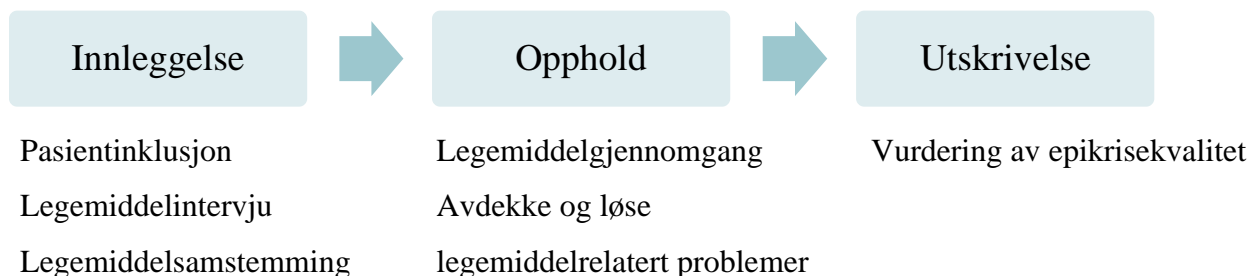 Innleggelse
Opphold
Utskrivelse
Pasientinklusjon
Legemiddelintervju
Legemiddelsamstemming
Legemiddelgjennomgang
Avdekke og løse
legemiddelrelatert problemer
Vurdering av epikrisekvalitet